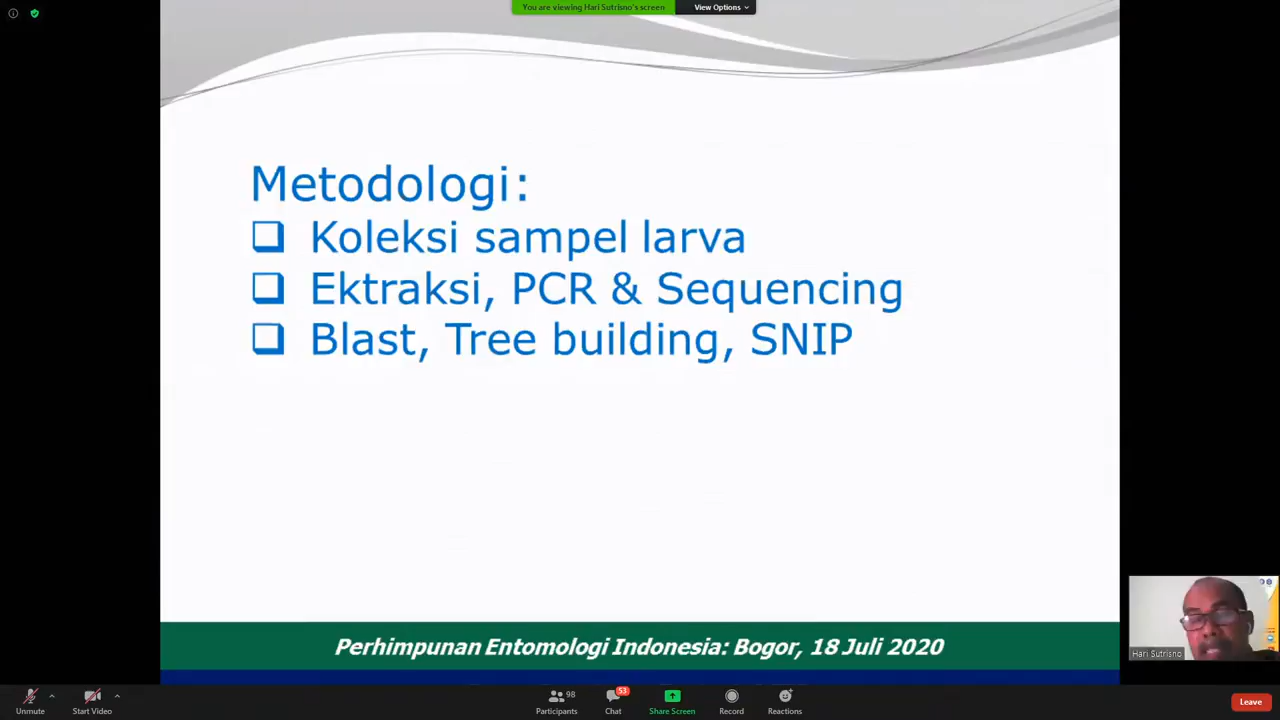 You are viewing Hari Sutrisno's screen
View Options
Metodologi:
Koleksi sampel larva
Ektraksi, PCR & Sequencing
Blast, Tree building, SNIP
Perhimpunan Entomologi Indonesia: Bogor, 18 Juli 2020
Hari Sutrisno
98
53
Unmute
Start Video
Participants
Chat
Share Screen
Record
Reactions
Leave